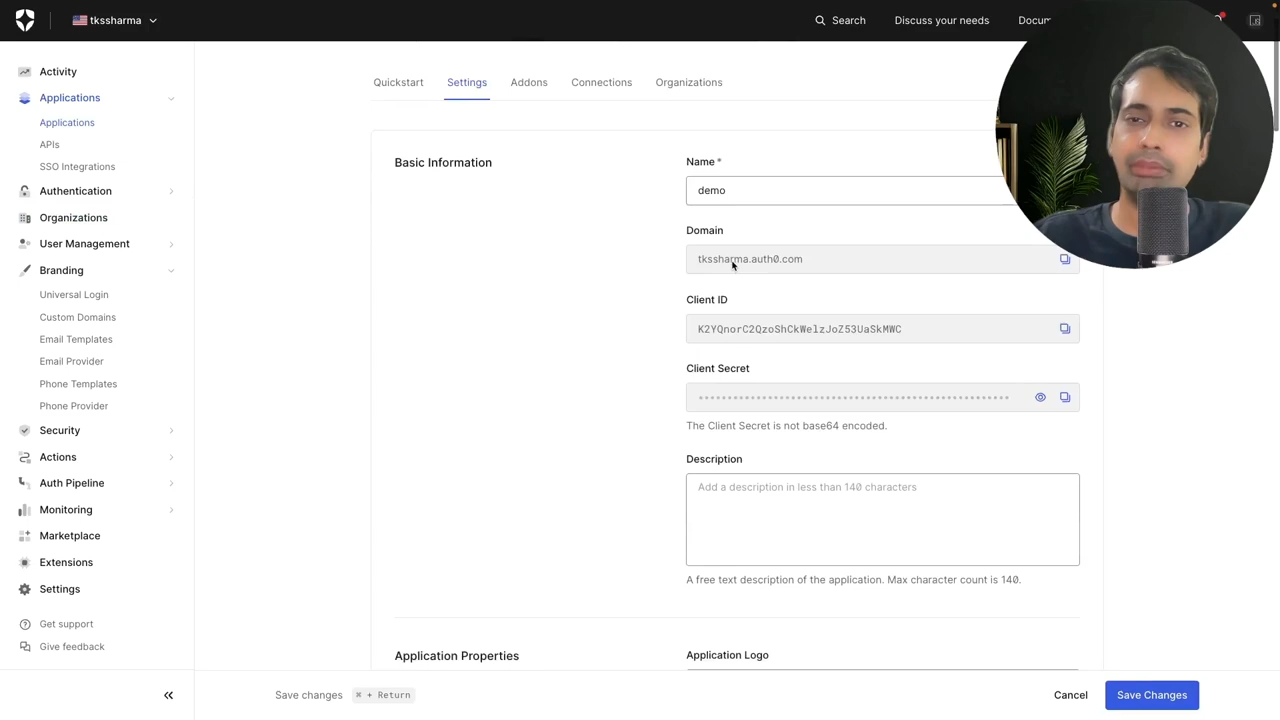 tkssharma
Search
Discuss your needs
Activity
Applications
Applications
APIs
SSO Integrations
Authentication
Organizations
User Management
Branding
Universal Login
Custom Domains
Email Templates
Email Provider
Phone Templates
Phone Provider
Security
Actions
Auth Pipeline
Monitoring
Marketplace
Extensions
Settings
Get support
Give feedback
Quickstart
Settings
Addons
Connections
Organizations
Basic Information
Name *
demo
Domain
tkssharma.auth0.com
Client ID
K2YQnorC2QzoShCkWelzJoZ53UaSkMWC
Client Secret
The Client Secret is not base64 encoded.
Description
Add a description in less than 140 characters
A free text description of the application. Max character count is 140.
Application Properties
Application Logo
Save changes ⌘ + Return
Cancel
Save Changes